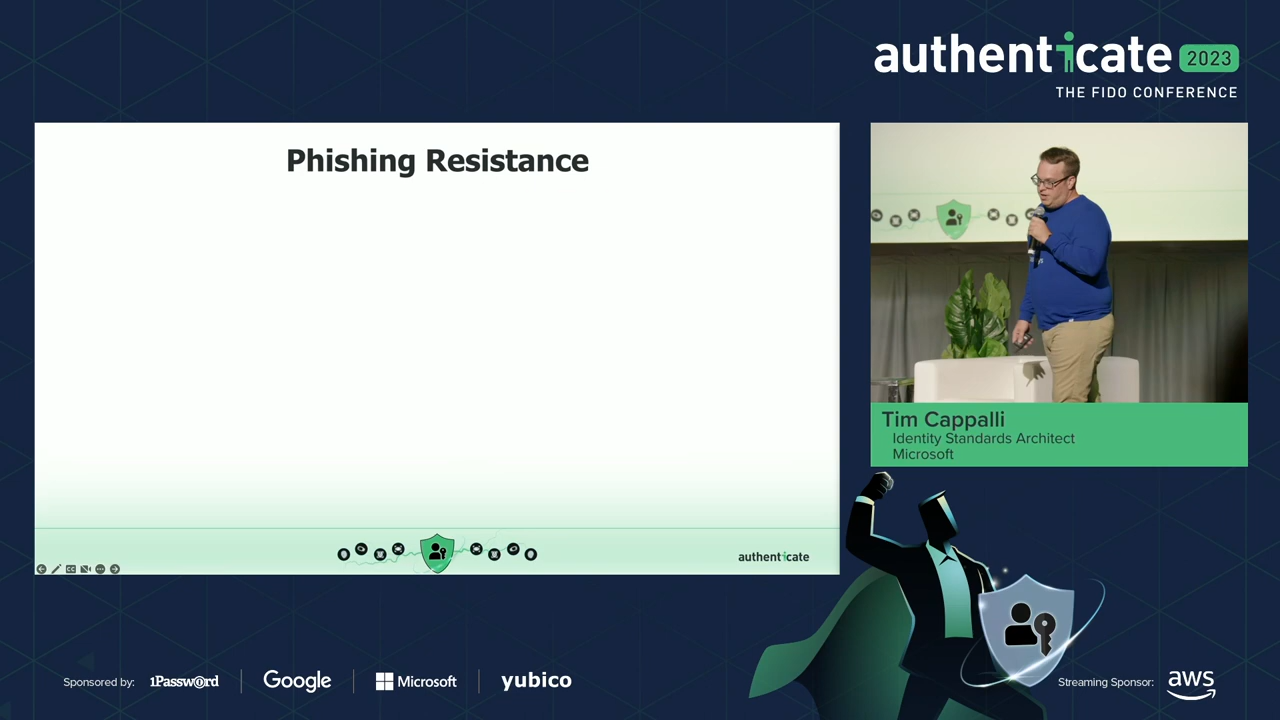 authenticate 2023
THE FIDO CONFERENCE
Phishing Resistance
authenticate
Tim Cappalli
Identity Standards Architect
Microsoft
Sponsored by:
1Password
Google
Microsoft
yubico
Streaming Sponsor:
aws